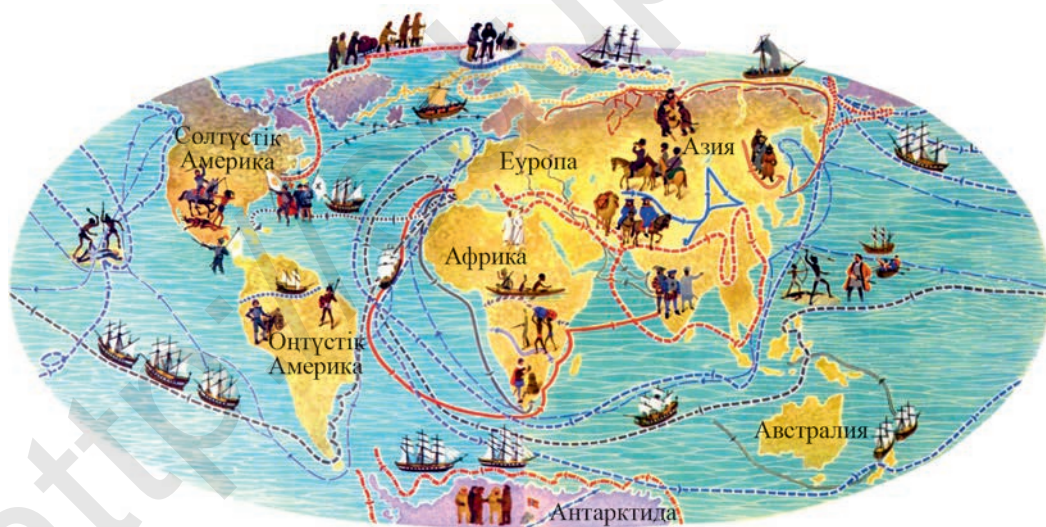 Солтүстік
Америка
Еуропа
Азия
Африка
Оңтүстік
Америка
Австралия
Антарктида